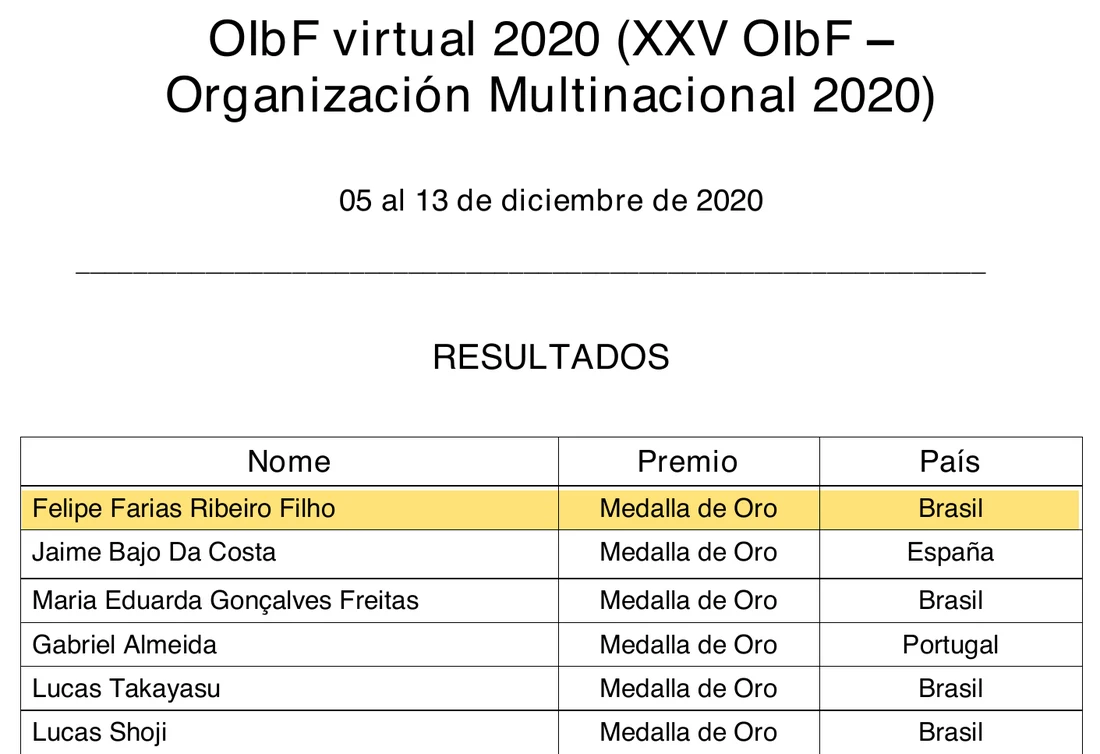 OIbF virtual 2020 (XXV OIbF –
Organización Multinacional 2020)
05 al 13 de diciembre de 2020
RESULTADOS
Nome Premio País
Felipe Farias Ribeiro Filho Medalla de Oro Brasil
Jaime Bajo Da Costa Medalla de Oro España
Maria Eduarda Gonçalves Freitas Medalla de Oro Brasil
Gabriel Almeida Medalla de Oro Portugal
Lucas Takayasu Medalla de Oro Brasil
Lucas Shoji Medalla de Oro Brasil